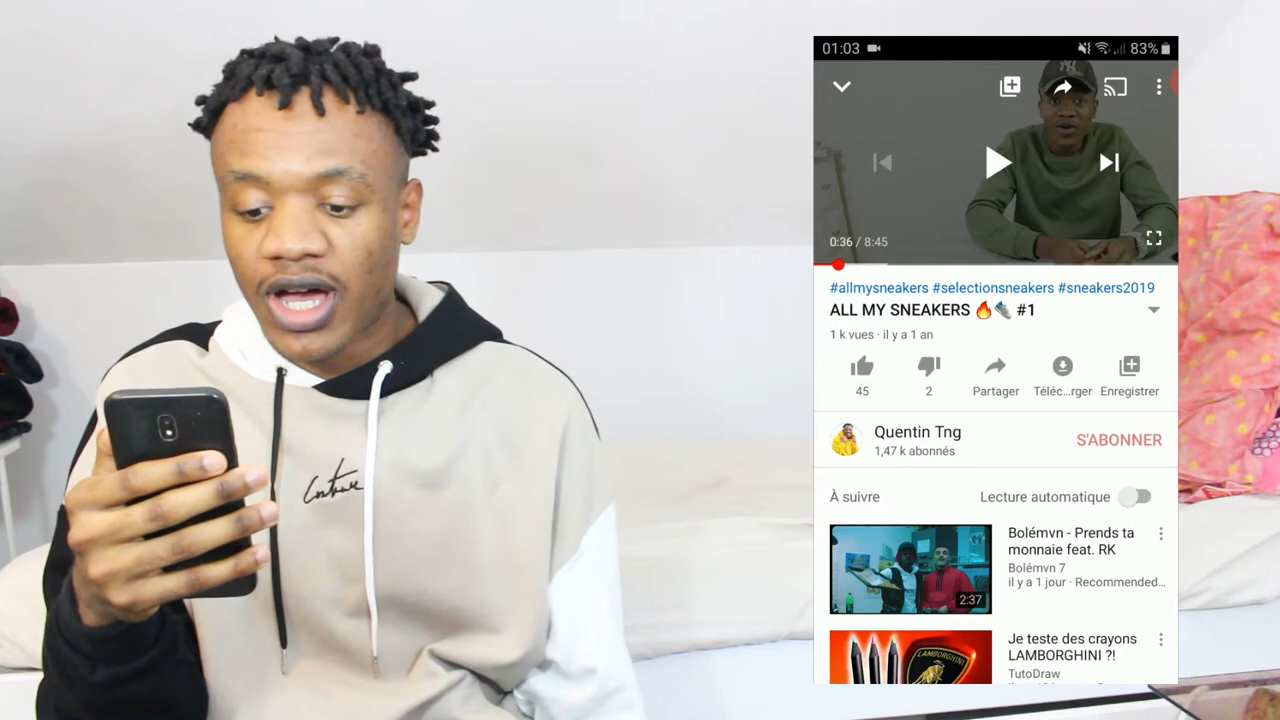 01:03
83%
0:36 / 8:45
#allmysneakers #selectionsneakers #sneakers2019
ALL MY SNEAKERS 🔥👟 #1
1 k vues · il y a 1 an
45
2
Partager
Téléc...rger
Enregistrer
Quentin Tng
1,47 k abonnés
S'ABONNER
À suivre
Lecture automatique
Bolémvn - Prends ta
monnaie feat. RK
Bolémvn 7
il y a 1 jour · Recommended...
2:37
Je teste des crayons
LAMBORGHINI ?!
TutoDraw
LAMBORGHINI
Couture